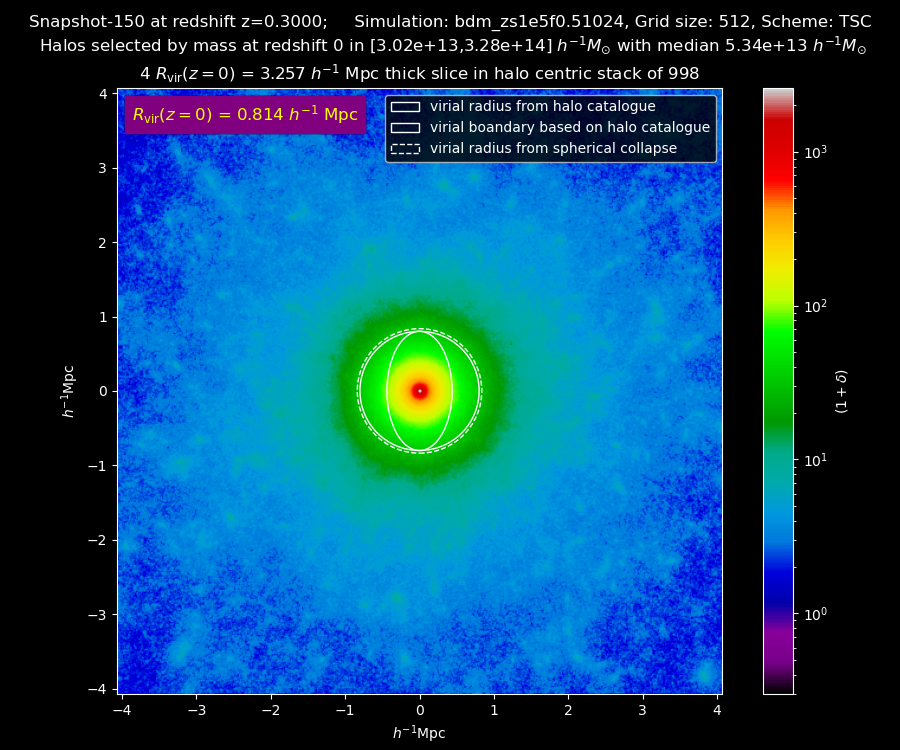 Snapshot-150 at redshift z=0.3000;     Simulation: bdm_zs1e5f0.51024, Grid size: 512, Scheme: TSC
Halos selected by mass at redshift 0 in [3.02e+13,3.28e+14] h⁻¹M⊙ with median 5.34e+13 h⁻¹M⊙
4 Rvir(z = 0) = 3.257 h⁻¹ Mpc thick slice in halo centric stack of 998
Rvir(z = 0) = 0.814 h⁻¹ Mpc
virial radius from halo catalogue
virial boundary based on halo catalogue
virial radius from spherical collapse
4
3
2
1
0
−1
−2
−3
−4
h⁻¹Mpc
−4 −3 −2 −1 0 1 2 3 4
h⁻¹Mpc
10³
10²
10¹
10⁰
(1 + δ)